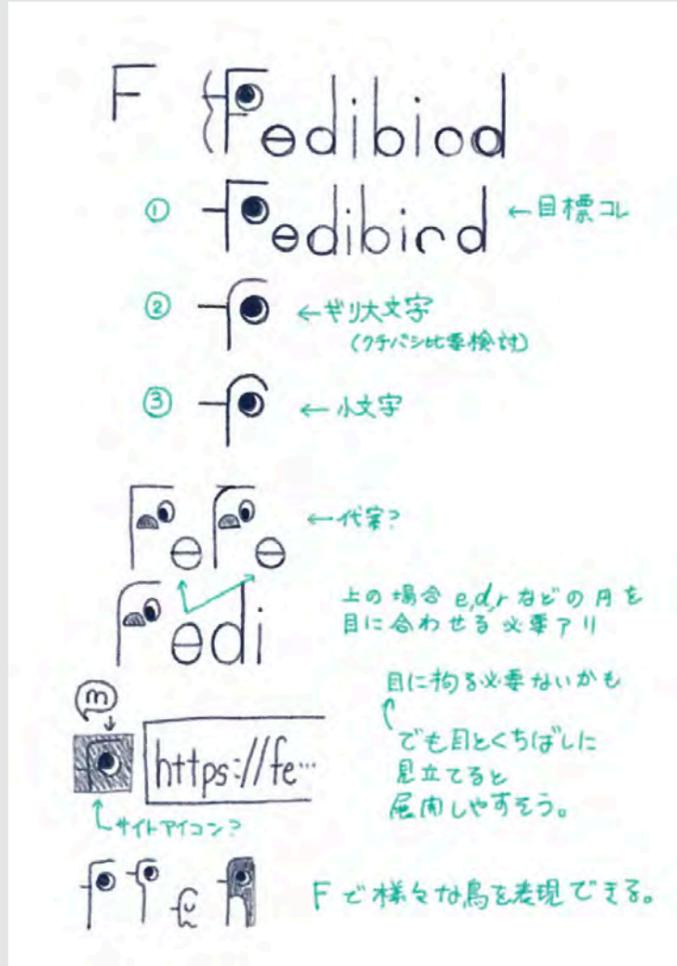 F
Fedibiod
①
Fedibird
←目標コレ
②
←ギリ大文字
(クチバシ比率検討)
③
←小文字
Fe Fe
←代案?
Fedi
上の場合 e,d,r などの円を
目に合わせる必要アリ
目に拘る必要ないかも
でも目とくちばしに
見立てると
展開しやすそう。
m
https://fe…
サイトアイコン?
Fで様々な鳥を表現できる。